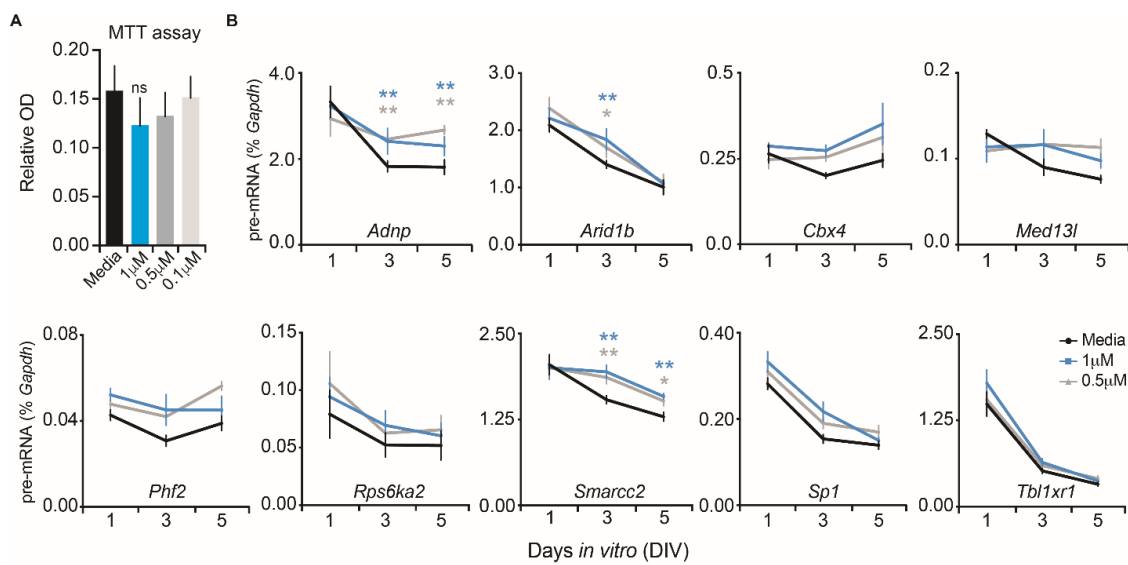 A
MTT assay
Relative OD
0.20
0.15
0.10
0.05
0.00
ns
Media
1µM
0.5µM
0.1µM
B
pre-mRNA (% Gapdh)
4.0
2.0
0.0
**
**
**
**
Adnp
1 3 5
3.0
2.0
1.0
**
*
Arid1b
1 3 5
0.5
0.25
0.0
Cbx4
1 3 5
0.2
0.1
0.0
Med13l
1 3 5
pre-mRNA (% Gapdh)
0.08
0.04
0.00
Phf2
1 3 5
0.15
0.10
0.05
0.00
Rps6ka2
1 3 5
2.50
1.25
0.00
**
**
**
*
Smarcc2
1 3 5
0.40
0.20
0.00
Sp1
1 3 5
2.50
1.25
0.00
Media
1µM
0.5µM
Tbl1xr1
1 3 5
Days in vitro (DIV)